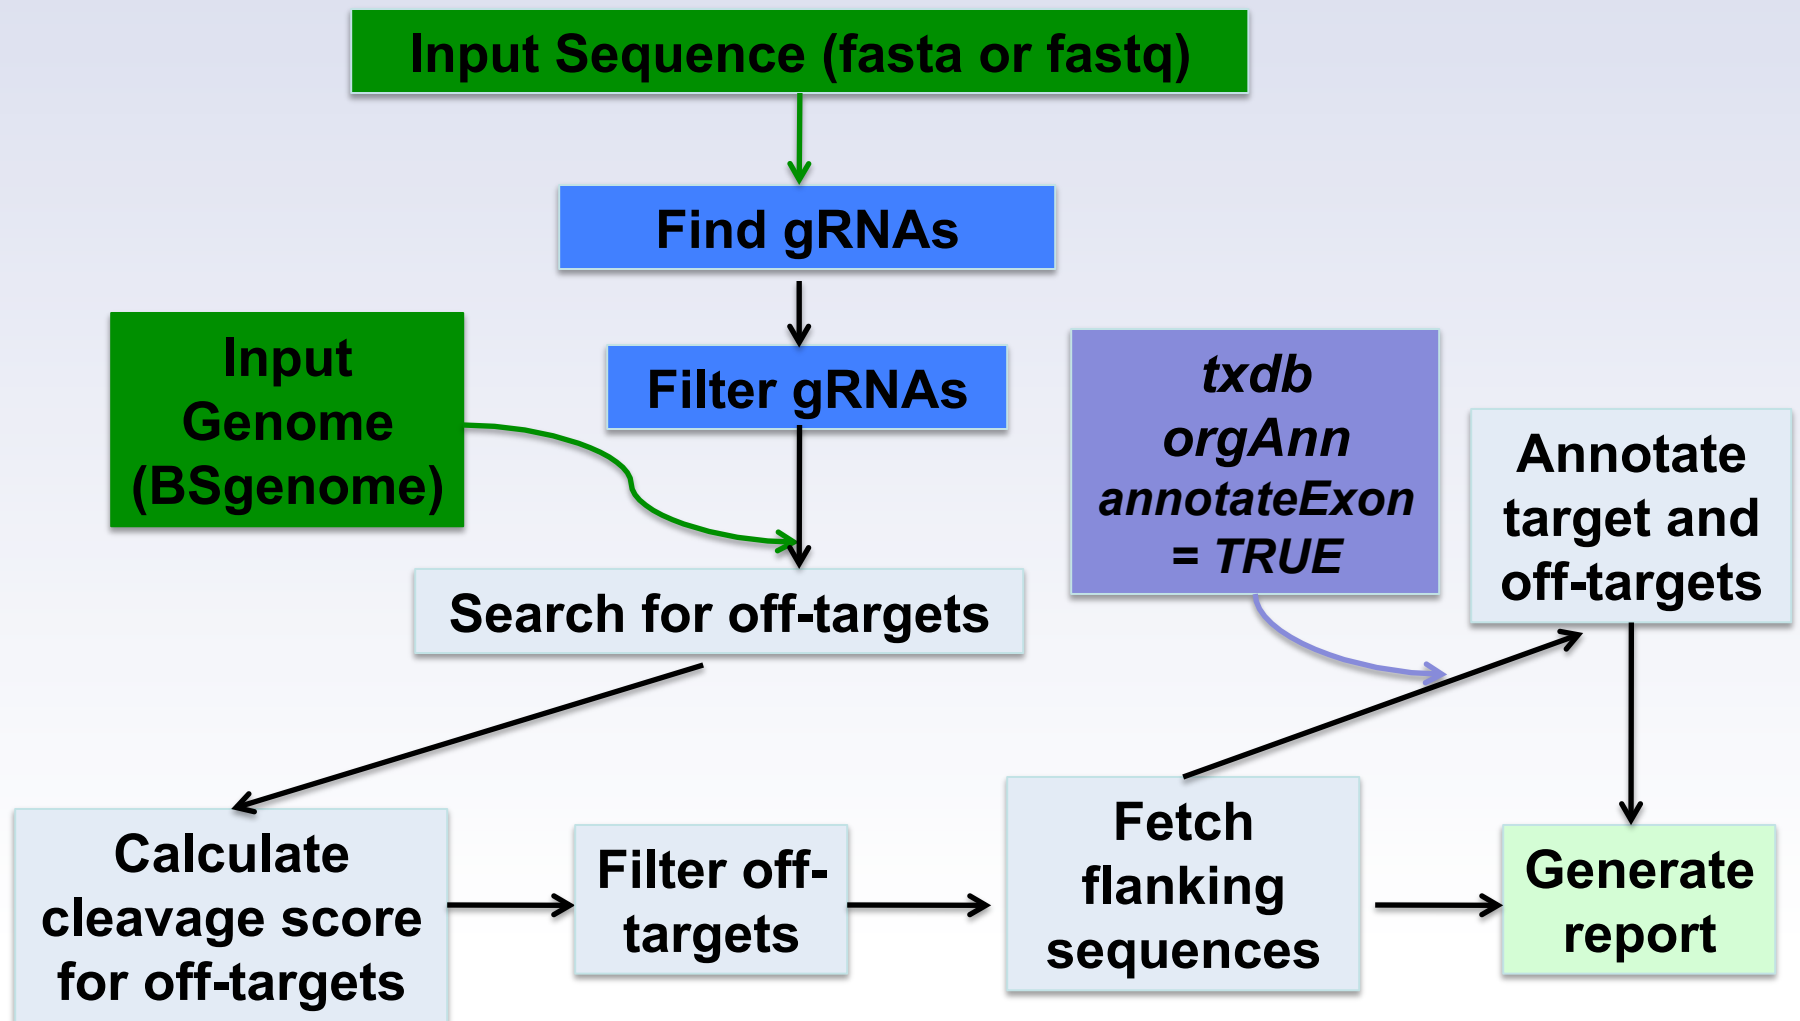 Input Sequence (fasta or fastq)
Find gRNAs
Input
Genome
(BSgenome)
Filter gRNAs
txdb
orgAnn
annotateExon
= TRUE
Annotate
target and
off-targets
Search for off-targets
Calculate
cleavage score
for off-targets
Filter off-
targets
Fetch
flanking
sequences
Generate
report